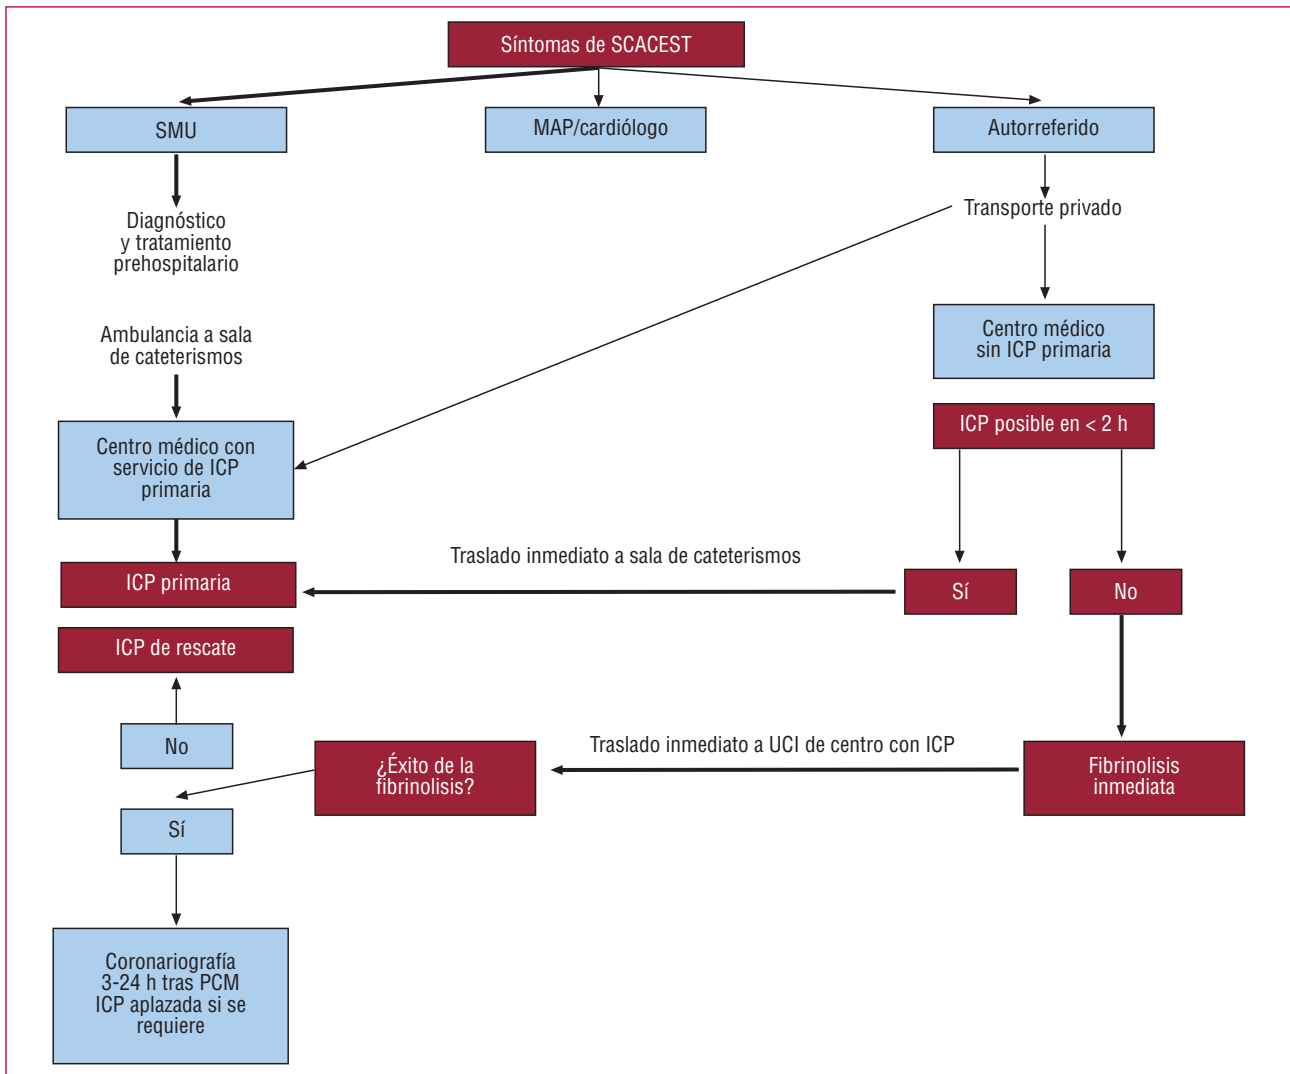 Síntomas de SCACEST
SMU
MAP/cardiólogo
Autorreferido
Diagnóstico
y tratamiento
prehospitalario
Transporte privado
Ambulancia a sala
de cateterismos
Centro médico
sin ICP primaria
Centro médico con
servicio de ICP
primaria
ICP posible en < 2 h
Traslado inmediato a sala de cateterismos
ICP primaria
Sí
No
ICP de rescate
No
¿Éxito de la
fibrinolisis?
Traslado inmediato a UCI de centro con ICP
Fibrinolisis
inmediata
Sí
Coronariografía
3-24 h tras PCM
ICP aplazada si se
requiere